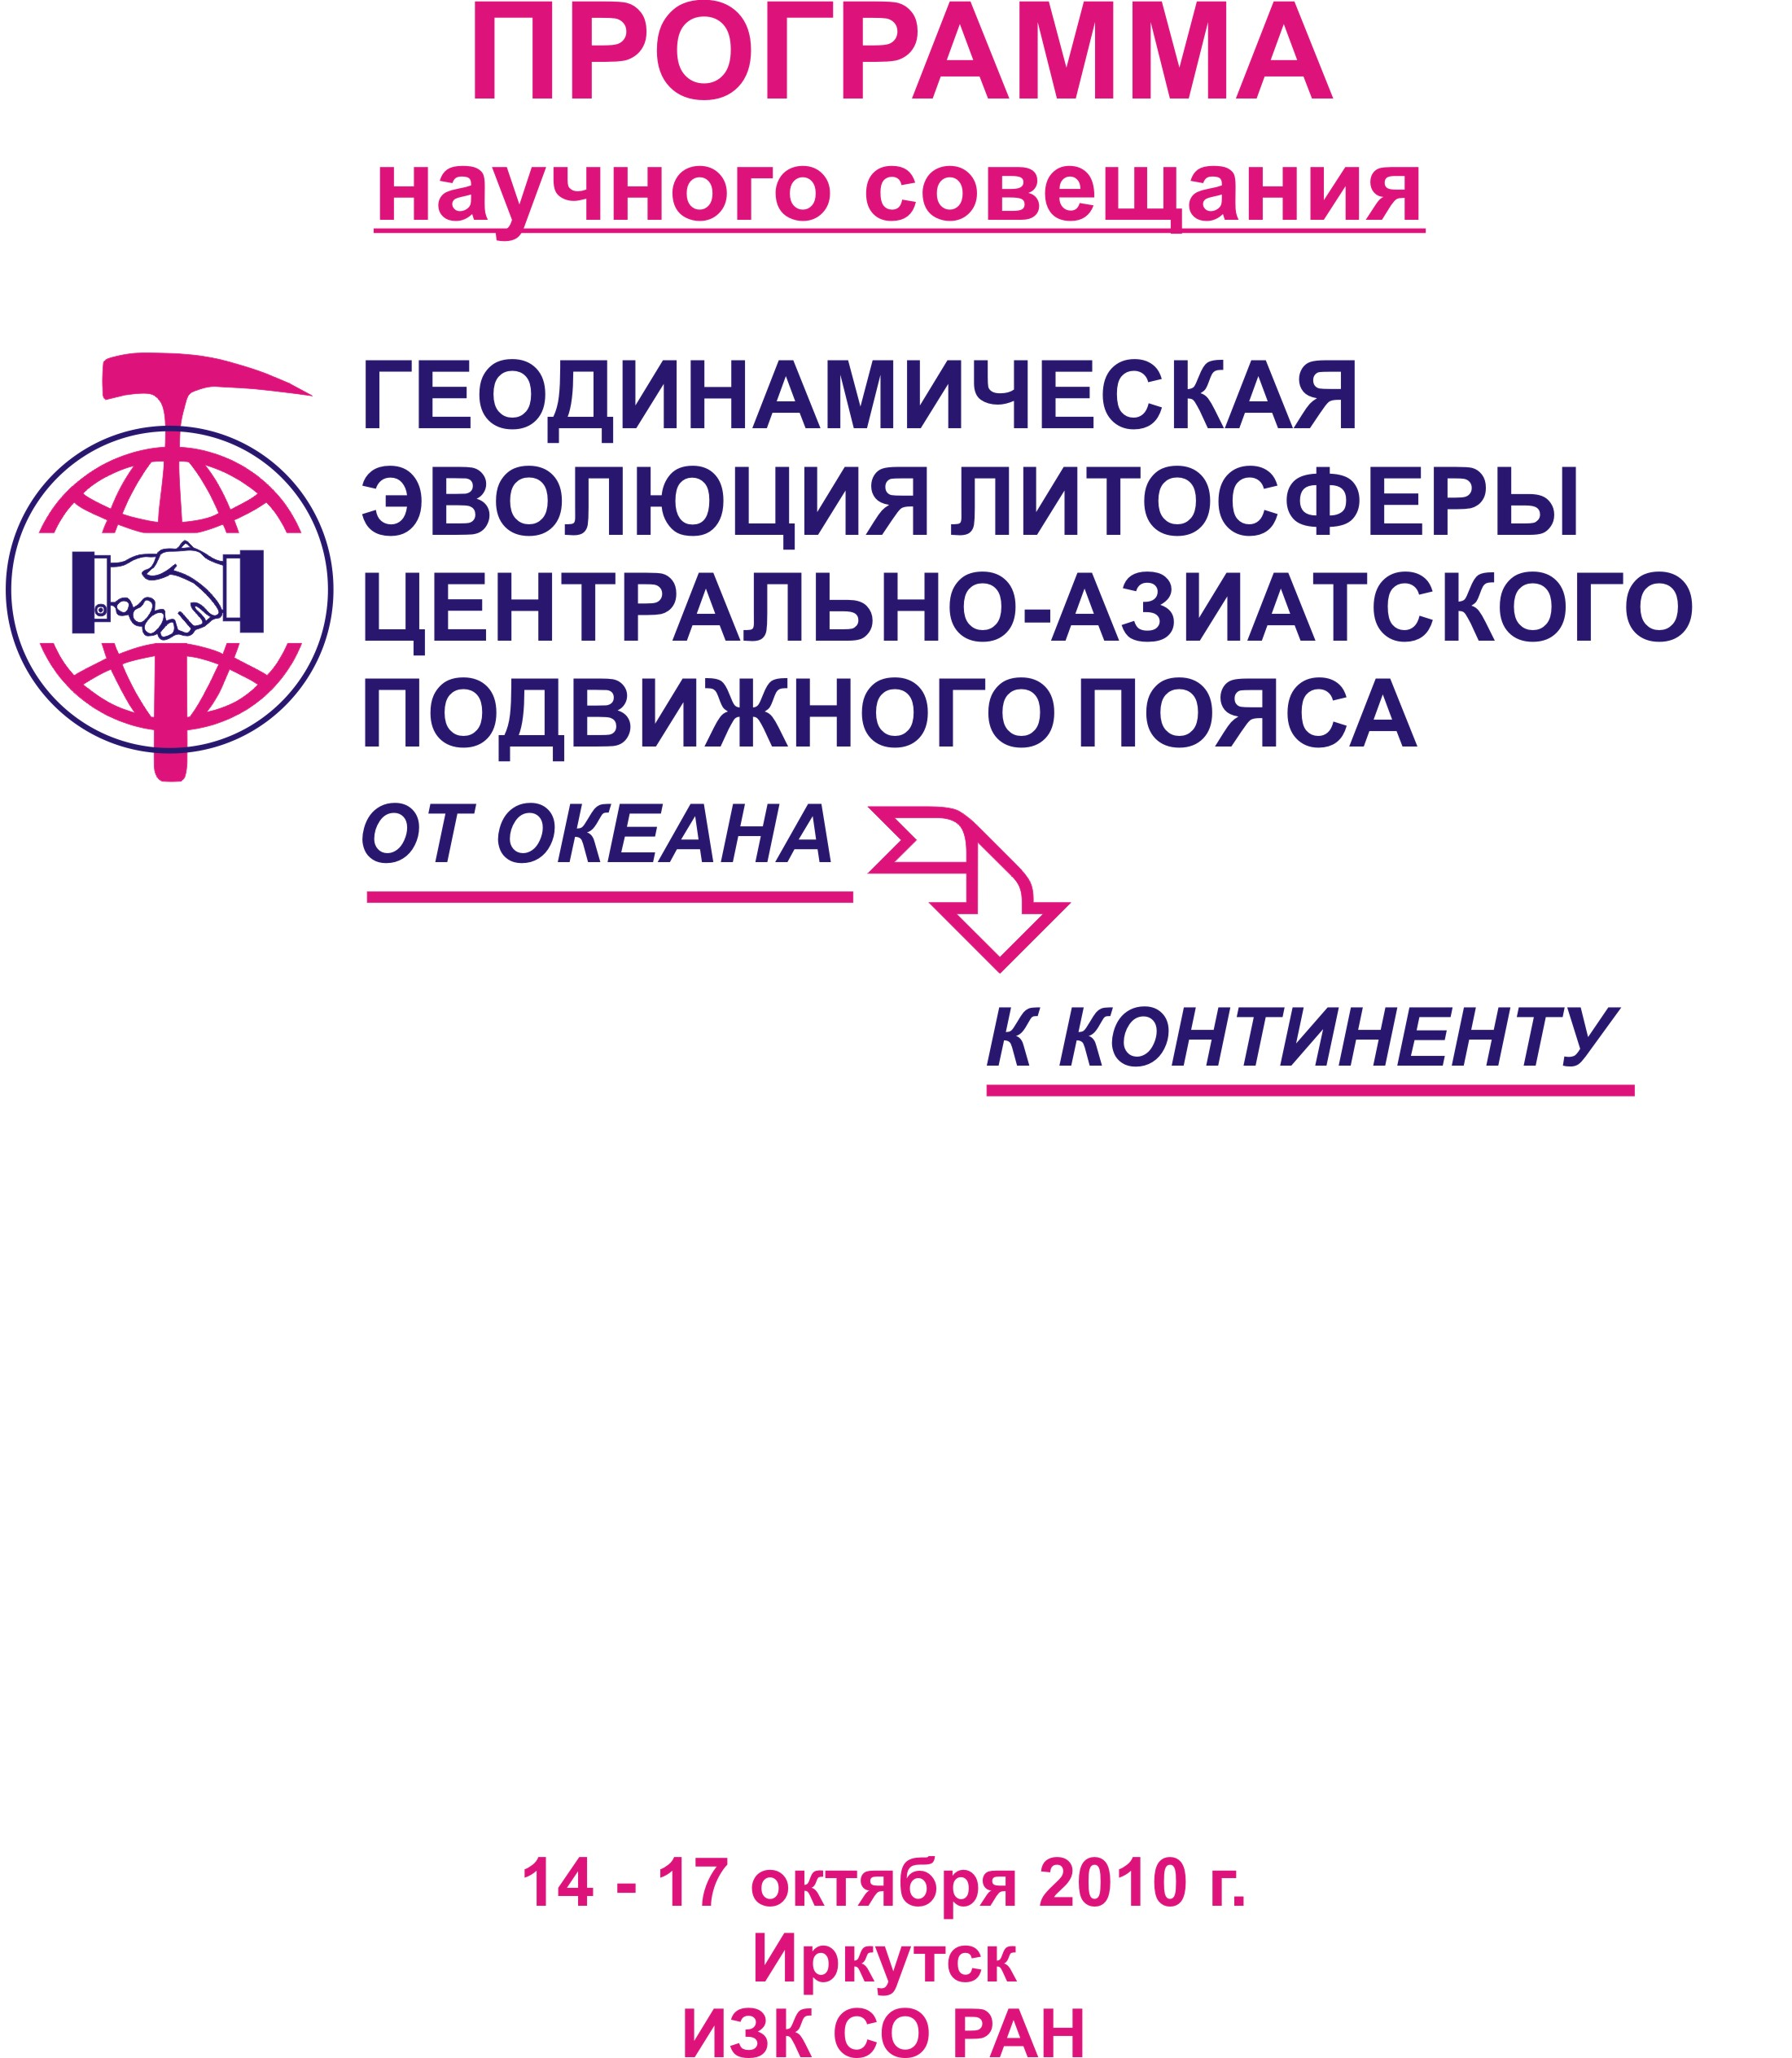 ПРОГРАММА
научного совещания
ГЕОДИНАМИЧЕСКАЯ
ЭВОЛЮЦИЯ ЛИТОСФЕРЫ
ЦЕНТРАЛЬНО-АЗИАТСКОГО
ПОДВИЖНОГО ПОЯСА
ОТ ОКЕАНА
К КОНТИНЕНТУ
14 - 17 октября 2010 г.
Иркутск
ИЗК СО РАН